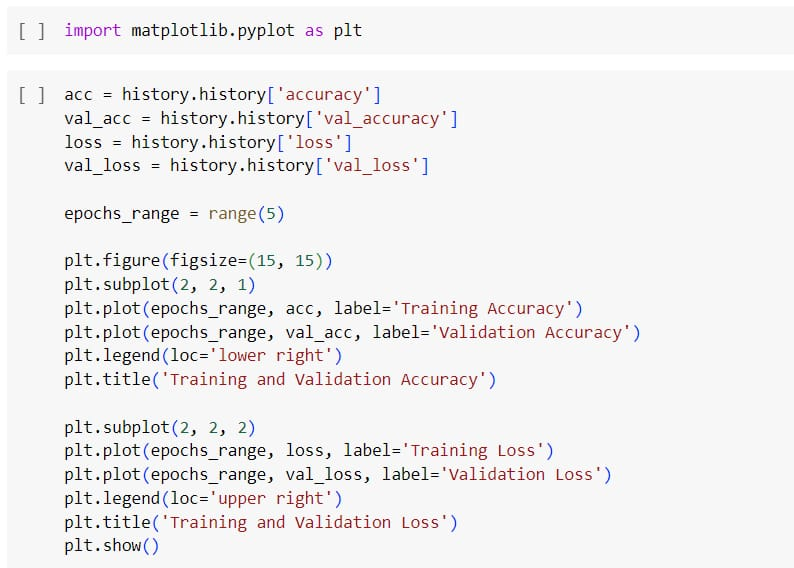 [ ] import matplotlib.pyplot as plt
[ ] acc = history.history['accuracy']
val_acc = history.history['val_accuracy']
loss = history.history['loss']
val_loss = history.history['val_loss']
epochs_range = range(5)
plt.figure(figsize=(15, 15))
plt.subplot(2, 2, 1)
plt.plot(epochs_range, acc, label='Training Accuracy')
plt.plot(epochs_range, val_acc, label='Validation Accuracy')
plt.legend(loc='lower right')
plt.title('Training and Validation Accuracy')
plt.subplot(2, 2, 2)
plt.plot(epochs_range, loss, label='Training Loss')
plt.plot(epochs_range, val_loss, label='Validation Loss')
plt.legend(loc='upper right')
plt.title('Training and Validation Loss')
plt.show()